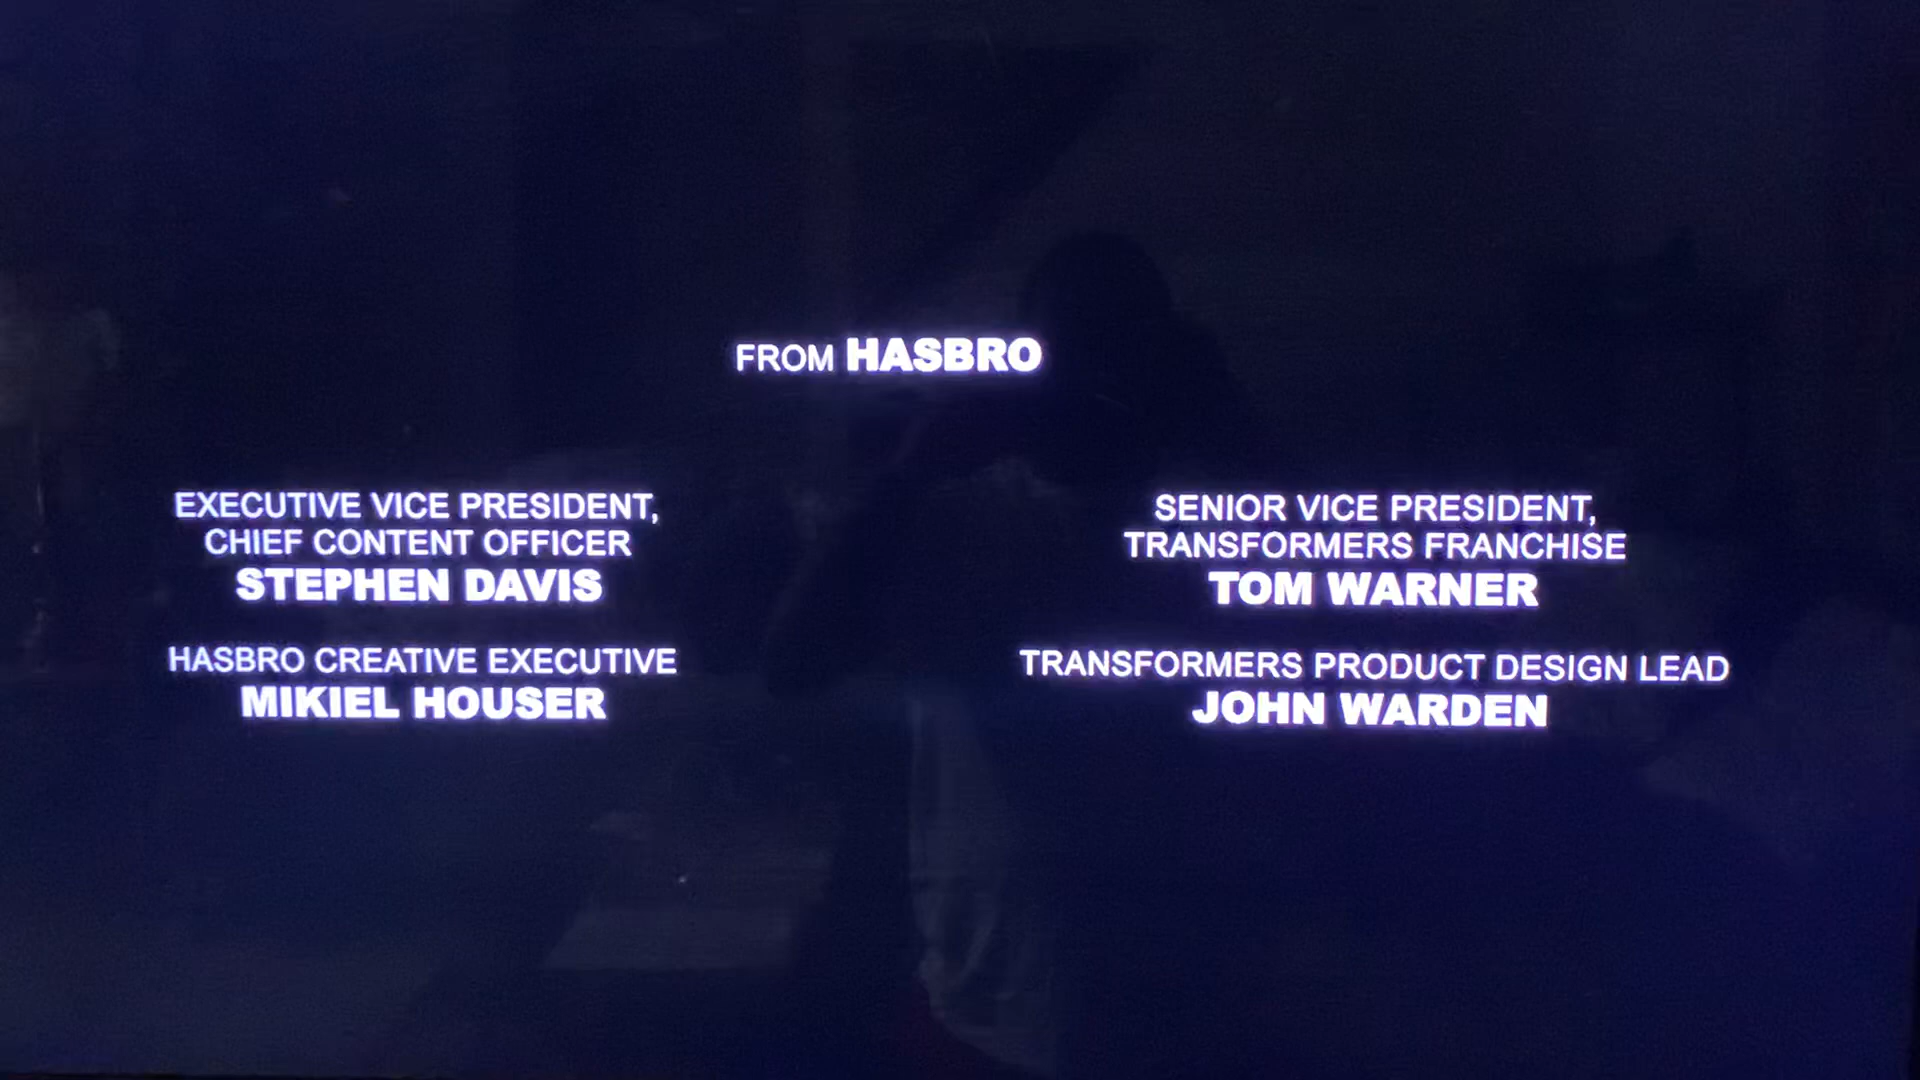 FROM HASBRO
EXECUTIVE VICE PRESIDENT,
CHIEF CONTENT OFFICER
STEPHEN DAVIS
HASBRO CREATIVE EXECUTIVE
MIKIEL HOUSER
SENIOR VICE PRESIDENT,
TRANSFORMERS FRANCHISE
TOM WARNER
TRANSFORMERS PRODUCT DESIGN LEAD
JOHN WARDEN